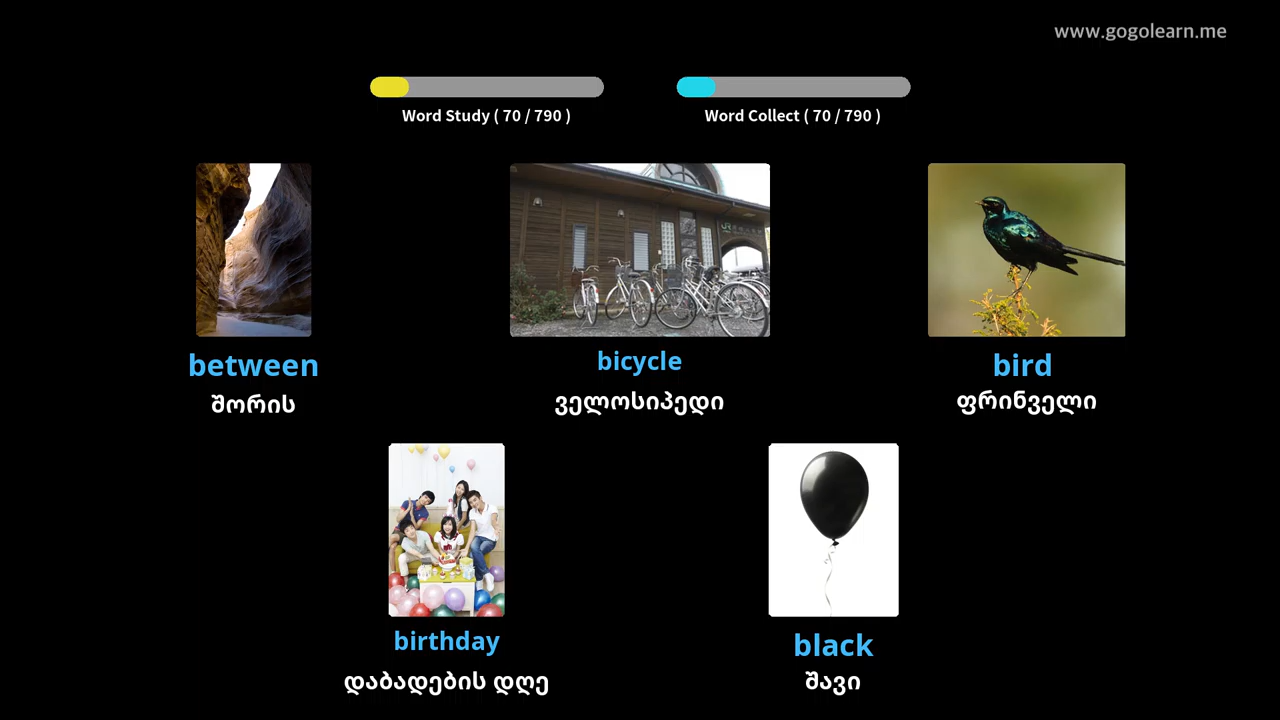 www.gogolearn.me
Word Study ( 70 / 790 )
Word Collect ( 70 / 790 )
between
შორის
bicycle
ველოსიპედი
bird
ფრინველი
birthday
დაბადების დღე
black
შავი